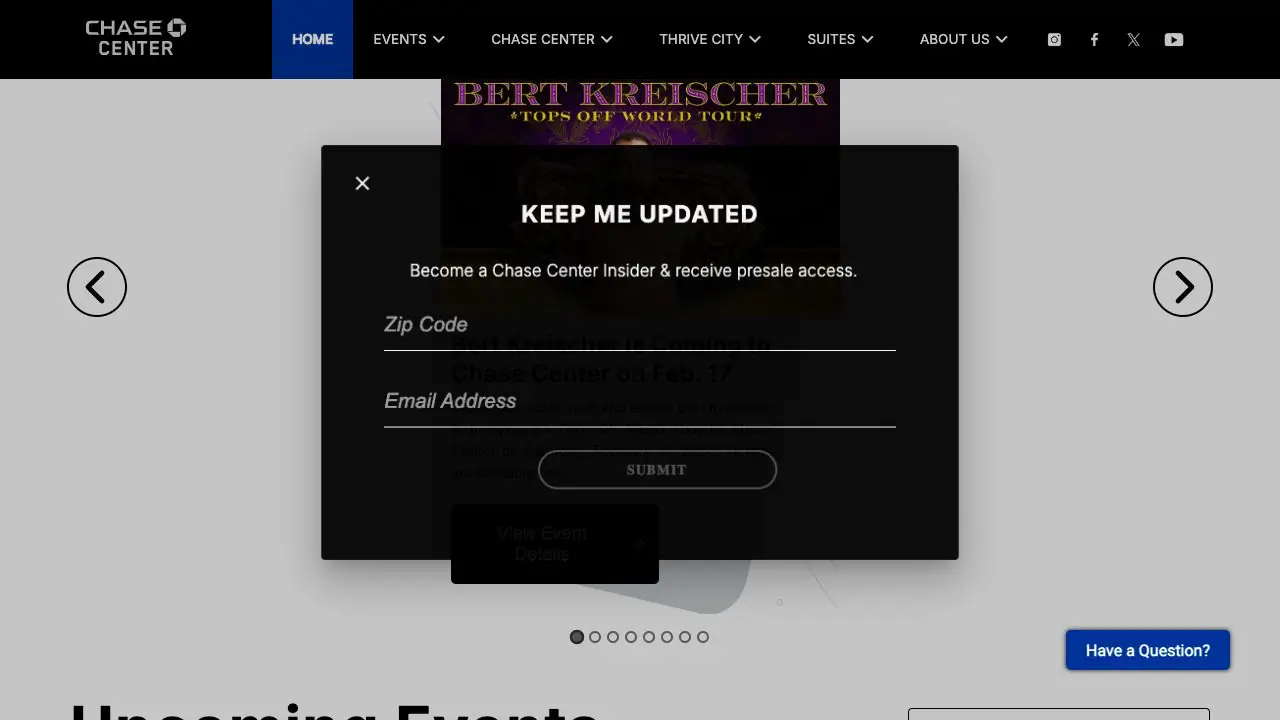 CHASE
CENTER
HOME
EVENTS
CHASE CENTER
THRIVE CITY
SUITES
ABOUT US
BERT KREISCHER
*TOPS OFF WORLD TOUR*
KEEP ME UPDATED
Become a Chase Center Insider & receive presale access.
Zip Code
Bert Kreischer is Coming to
Chase Center on Feb. 17
Email Address
SUBMIT
View Event
Details
Have a Question?
Upcoming Events